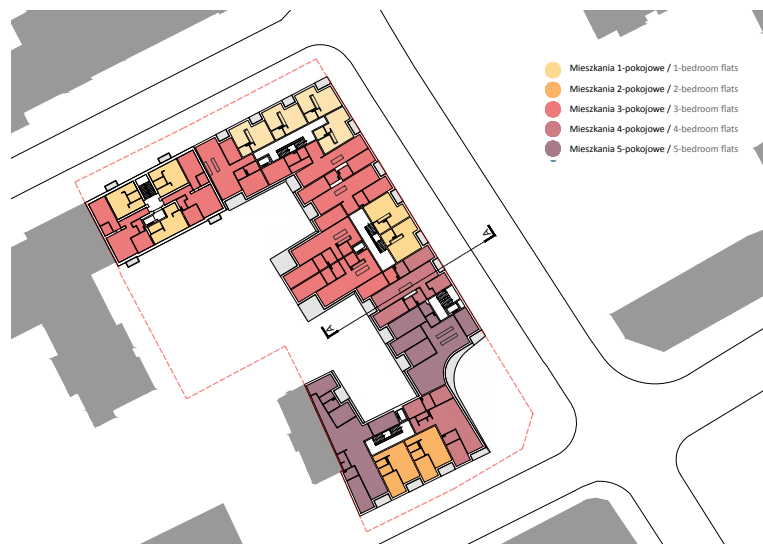 Mieszkania 1-pokojowe / 1-bedroom flats
Mieszkania 2-pokojowe / 2-bedroom flats
Mieszkania 3-pokojowe / 3-bedroom flats
Mieszkania 4-pokojowe / 4-bedroom flats
Mieszkania 5-pokojowe / 5-bedroom flats
A
A